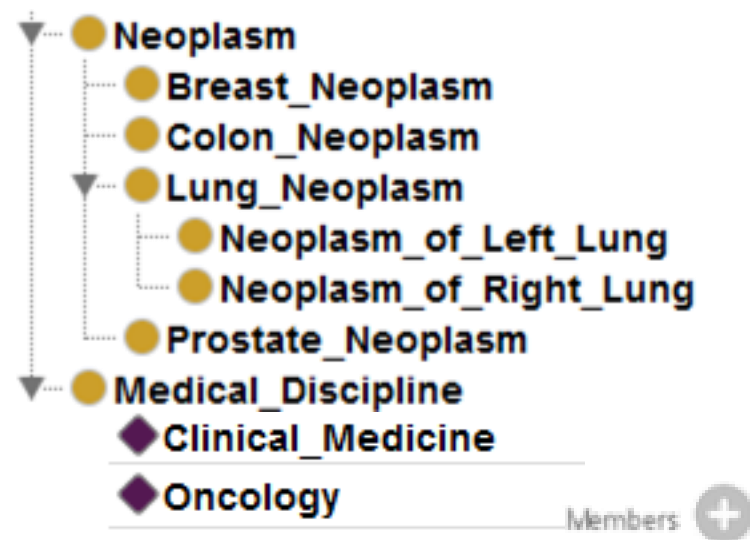 Neoplasm
Breast_Neoplasm
Colon_Neoplasm
Lung_Neoplasm
Neoplasm_of_Left_Lung
Neoplasm_of_Right_Lung
Prostate_Neoplasm
Medical_Discipline
Clinical_Medicine
Oncology
Members